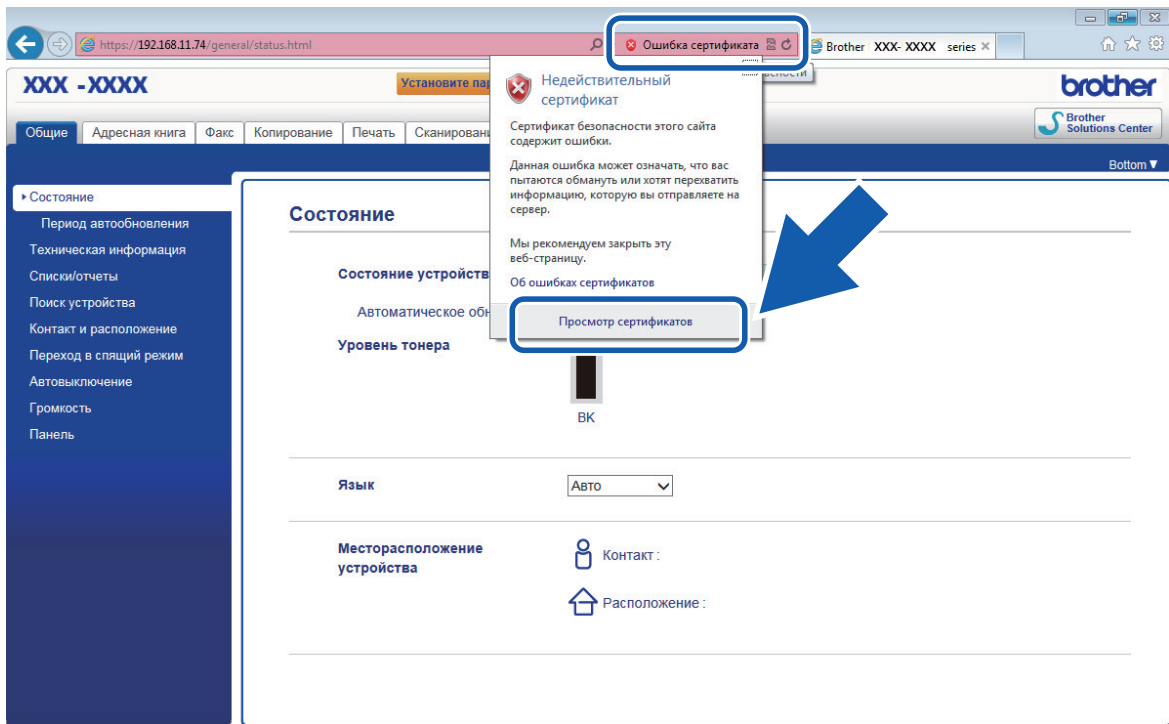 https://192.168.11.74/general/status.html
Ошибка сертификата
Brother XXX- XXXX series
XXX -XXXX
Установите
Недействительный
сертификат
brother
Общие
Адресная книга
Факс
Копирование
Печать
Сертификат безопасности этого сайта
содержит ошибки.
Brother
Solutions Center
Данная ошибка может означать, что вас
пытаются обмануть или хотят перехватить
информацию, которую вы отправляете на
сервер.
Bottom
Мы рекомендуем закрыть эту
веб-страницу.
Об ошибках сертификатов
Просмотр сертификатов
Состояние
Период автообновления
Техническая информация
Списки/отчеты
Поиск устройства
Контакт и расположение
Переход в спящий режим
Автовыключение
Громкость
Панель
Состояние
Состояние
Автоматическое
Уровень тонера
BK
Язык
Авто
Месторасположение
устройства
Контакт :
Расположение :